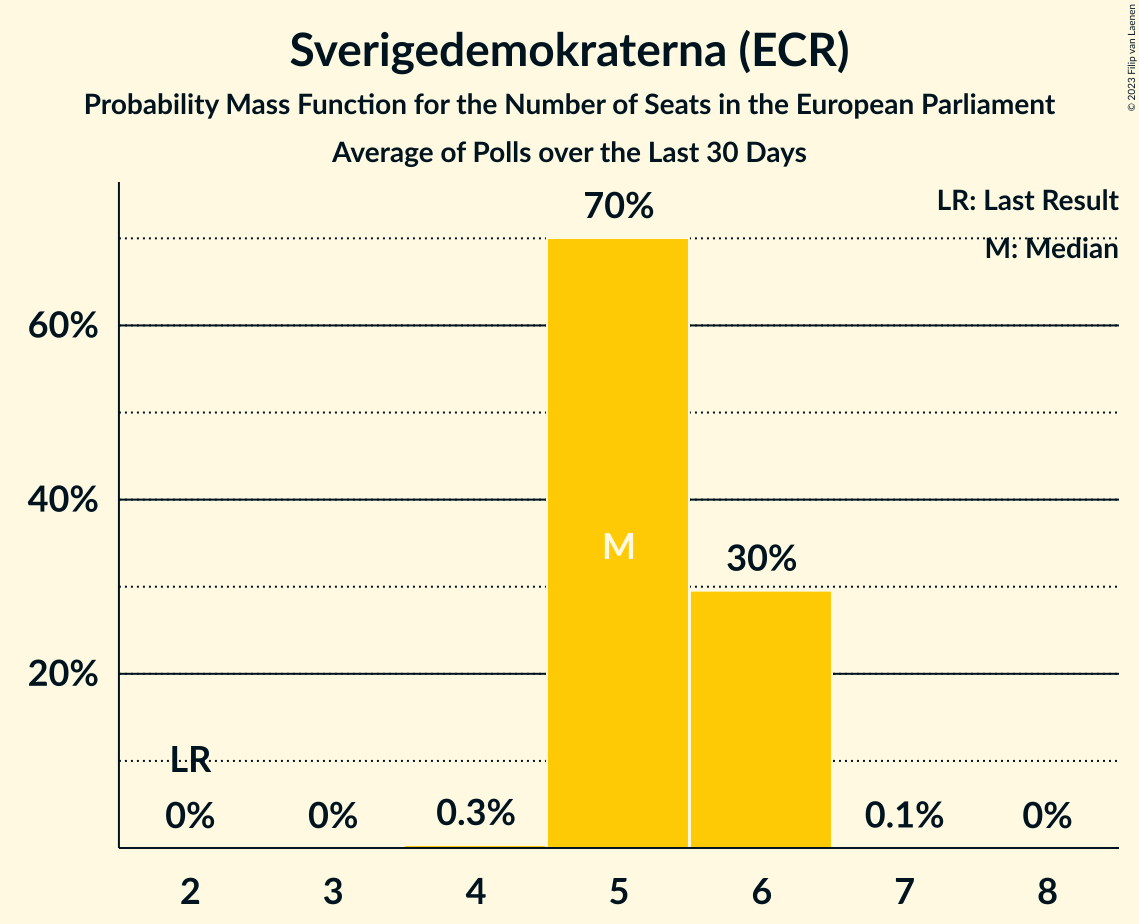 Sverigedemokraterna (ECR)
Probability Mass Function for the Number of Seats in the European Parliament
Average of Polls over the Last 30 Days
© 2023 Filip van Laenen
LR: Last Result
M: Median
70%
60%
40%
M
30%
20%
LR
0%
0%
0.3%
0.1%
0%
2
3
4
5
6
7
8